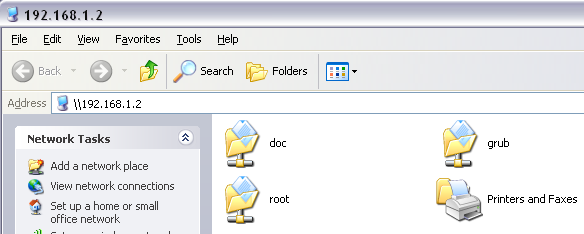 192.168.1.2
File Edit View Favorites Tools Help
Back Search Folders
Address \\192.168.1.2
Network Tasks
Add a network place
View network connections
Set up a home or small
office network
doc grub
root Printers and Faxes